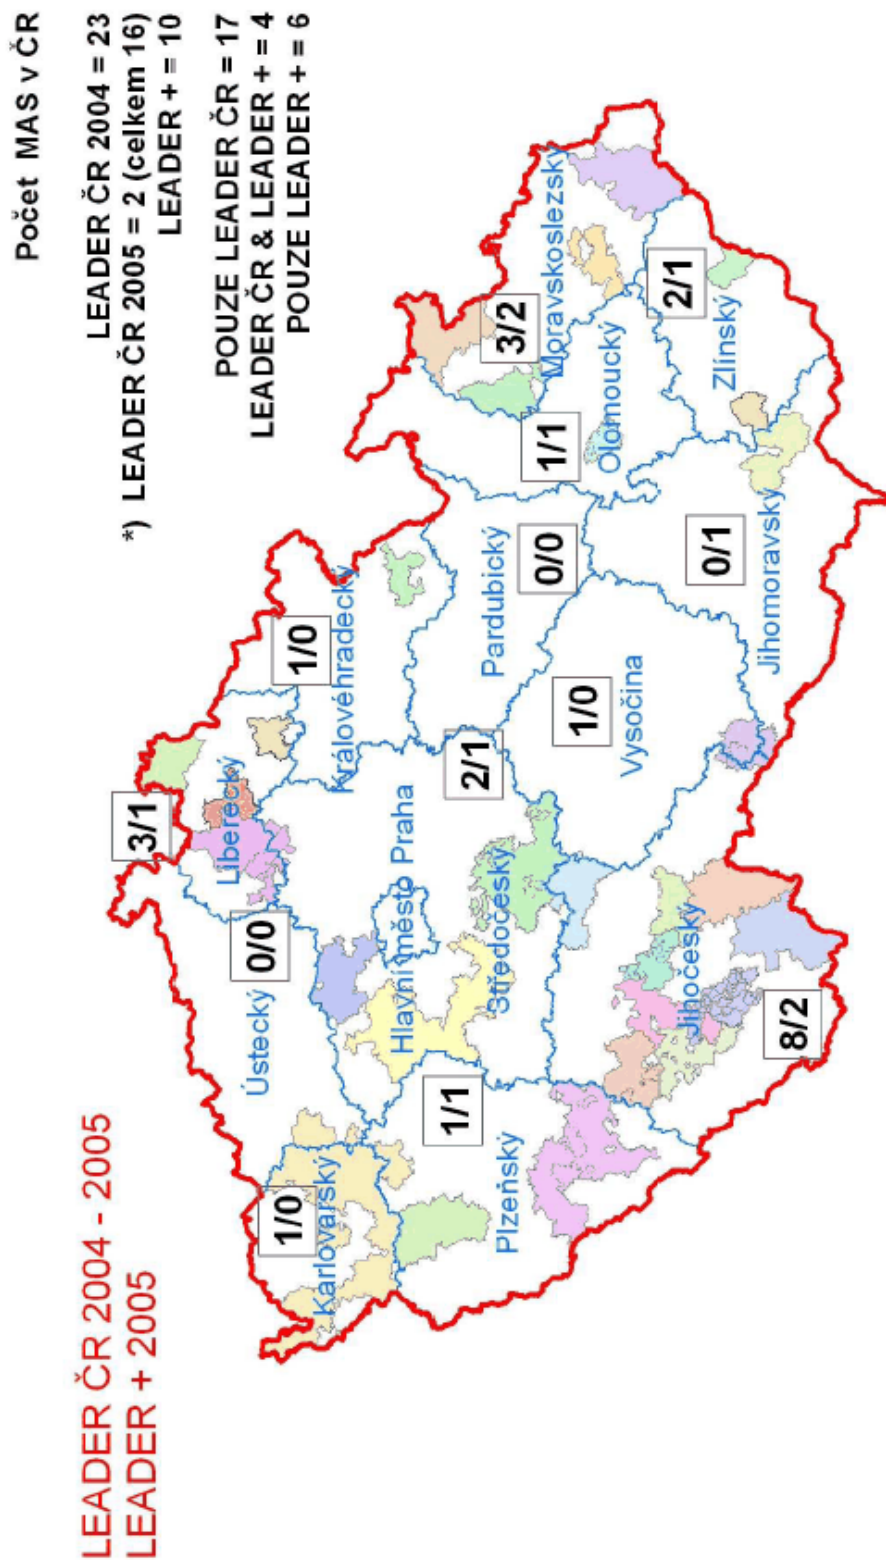 LEADER ČR 2004 - 2005
LEADER + 2005
Počet MAS v ČR
LEADER ČR 2004 = 23
*) LEADER ČR 2005 = 2 (celkem 16)
LEADER + = 10
POUZE LEADER ČR = 17
LEADER ČR & LEADER + = 4
POUZE LEADER + = 6
3/1
Liberecký
0/0
Ústecký
1/0
Karlovarský
1/0
Královéhradecký
Hlavní město Praha
1/1
Plzeňský
Středočeský
2/1
Pardubický
0/0
3/2
Moravskoslezský
1/1
Olomoucký
1/0
Vysočina
2/1
Zlínský
0/1
Jihomoravský
Jihočeský
8/2